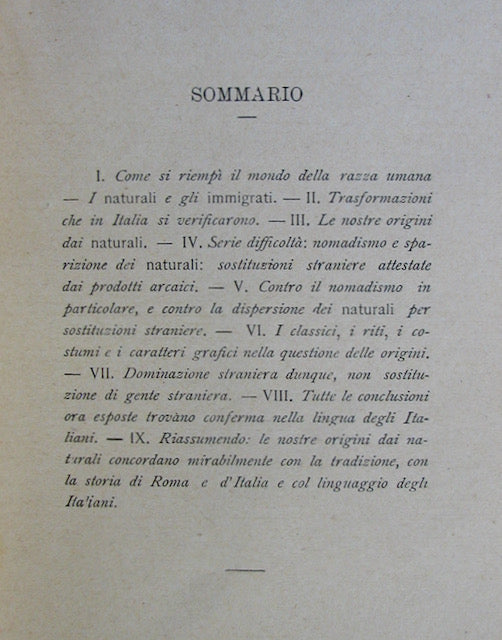 SOMMARIO
I. Come si riempì il mondo della razza umana
— I naturali e gli immigrati. — II. Trasformazioni
che in Italia si verificarono. — III. Le nostre origini
dai naturali. — IV. Serie difficoltà: nomadismo e spa-
rizione dei naturali: sostituzioni straniere attestate
dai prodotti arcaici. — V. Contro il nomadismo in
particolare, e contro la dispersione dei naturali per
sostituzioni straniere. — VI. I classici, i riti, i co-
stumi e i caratteri grafici nella questione delle origini.
— VII. Dominazione straniera dunque, non sostitu-
zione di gente straniera. — VIII. Tutte le conclusioni
ora esposte trovano conferma nella lingua degli Ita-
liani. — IX. Riassumendo: le nostre origini dai na-
turali concordano mirabilmente con la tradizione, con
la storia di Roma e d'Italia e col linguaggio degli
Ita'iani.